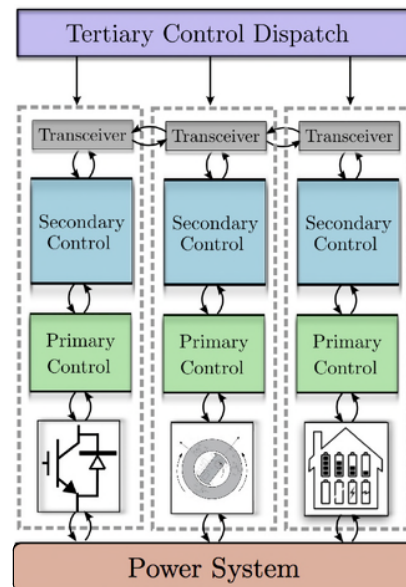 Tertiary Control Dispatch
Transceiver
Transceiver
Transceiver
Secondary
Control
Secondary
Control
Secondary
Control
Primary
Control
Primary
Control
Primary
Control
Power System